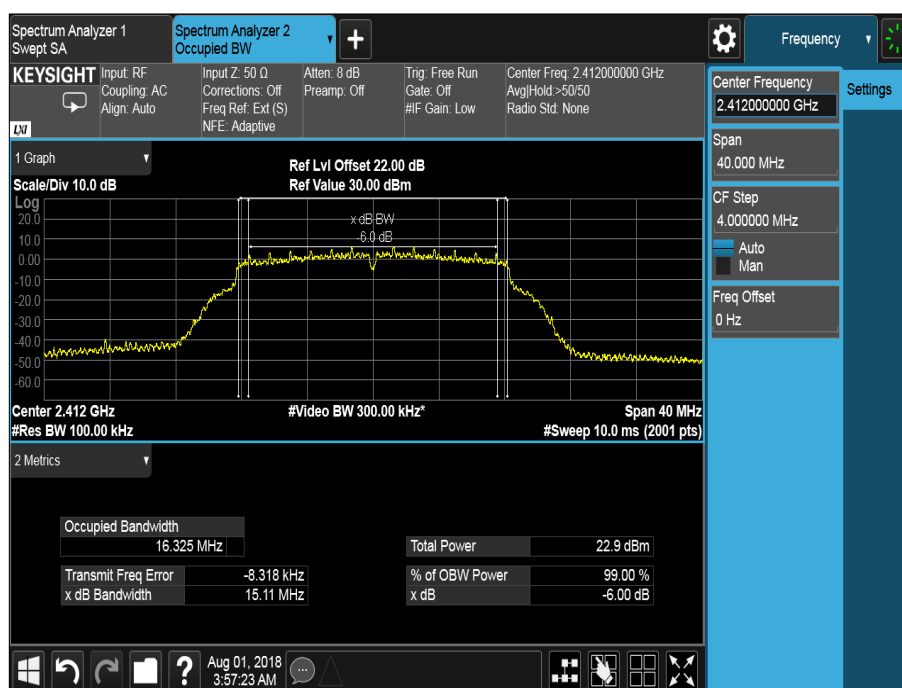 Spectrum Analyzer 1
Swept SA
Spectrum Analyzer 2
Occupied BW
Frequency
KEYSIGHT
LXI
Input: RF
Coupling: AC
Align: Auto
Input Z: 50 Ω
Corrections: Off
Freq Ref: Ext (S)
NFE: Adaptive
Atten: 8 dB
Preamp: Off
Trig: Free Run
Gate: Off
#IF Gain: Low
Center Freq: 2.412000000 GHz
Avg|Hold:>50/50
Radio Std: None
Center Frequency
2.412000000 GHz
Settings
Span
40.000 MHz
CF Step
4.000000 MHz
Auto
Man
Freq Offset
0 Hz
1 Graph
Scale/Div 10.0 dB
Ref Lvl Offset 22.00 dB
Ref Value 30.00 dBm
Log
20.0
10.0
0.00
-10.0
-20.0
-30.0
-40.0
-50.0
-60.0
x dB BW
-6.0 dB
Center 2.412 GHz
#Video BW 300.00 kHz*
Span 40 MHz
#Res BW 100.00 kHz
#Sweep 10.0 ms (2001 pts)
2 Metrics
Occupied Bandwidth
16.325 MHz
Total Power 22.9 dBm
Transmit Freq Error -8.318 kHz
% of OBW Power 99.00 %
x dB Bandwidth 15.11 MHz
x dB -6.00 dB
?
Aug 01, 2018
3:57:23 AM